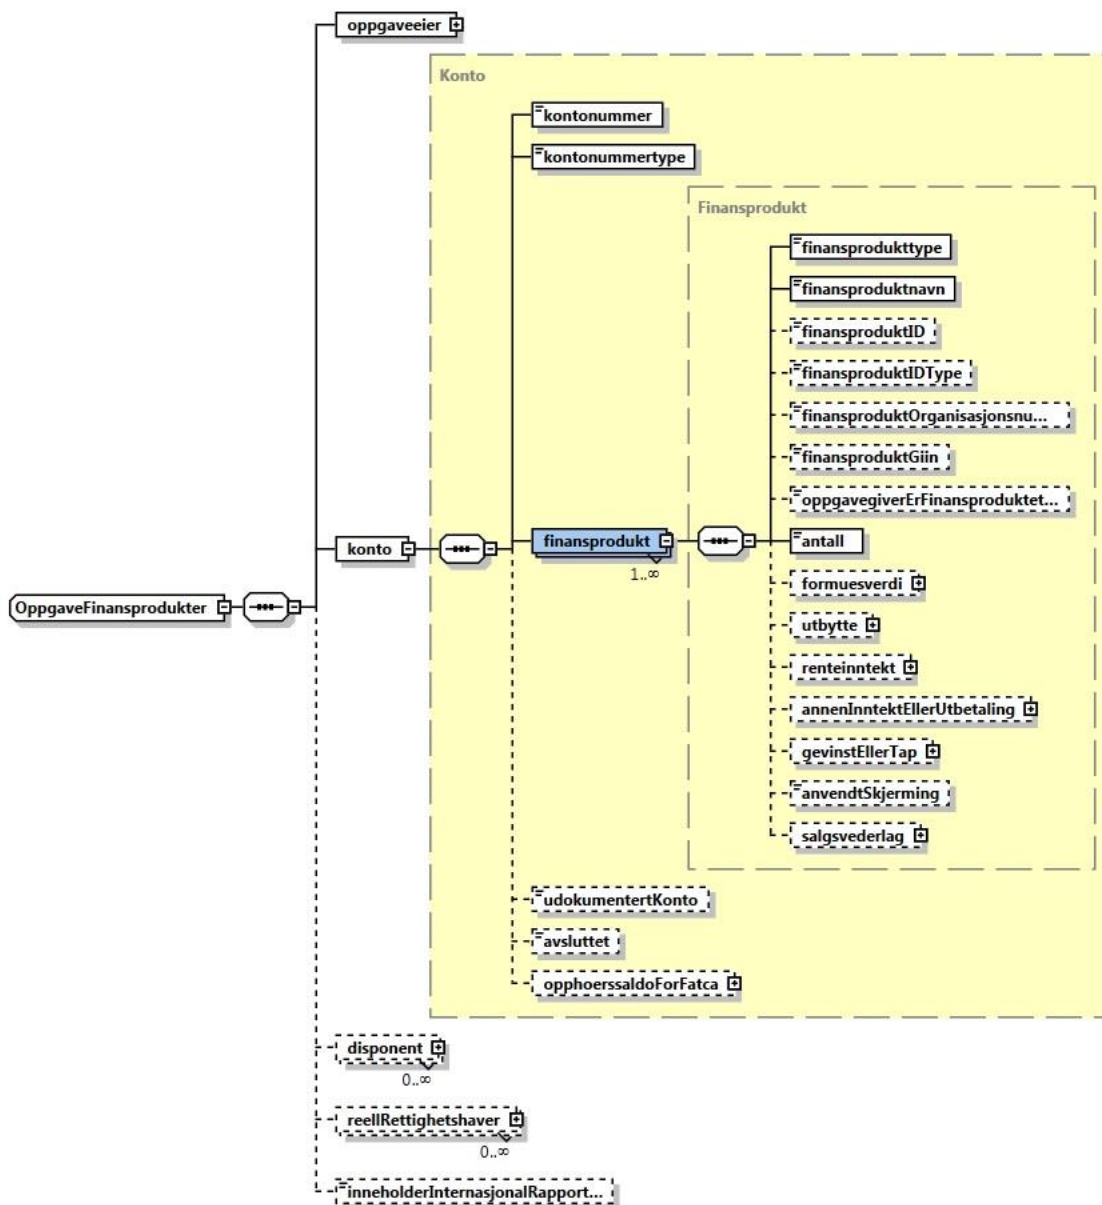 oppgaveeier
Konto
kontonummer
kontonummertype
Finansprodukt
finansprodukttype
finansproduktnavn
finansproduktID
finansproduktIDType
finansproduktOrganisasjonsnu...
finansproduktGiin
oppgavegiverErFinansproduktet...
konto
finansprodukt
antall
1..∞
formuesverdi
OppgaveFinansprodukter
utbytte
renteinntekt
annenInntektEllerUtbetaling
gevinstEllerTap
anvendtSkjerming
salgsvederlag
udokumentertKonto
avsluttet
opphoerssaldoForFatca
disponent
0..∞
reellRettighetshaver
0..∞
inneholderInternasjonalRapport...